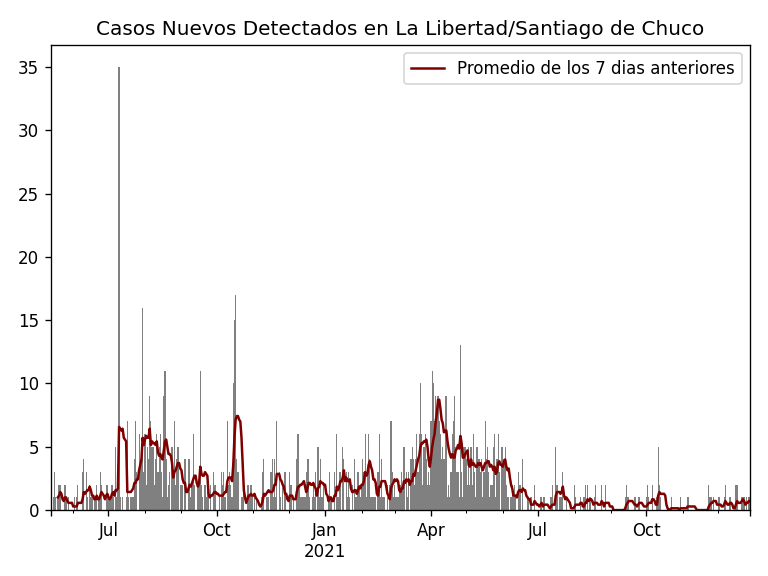 Casos Nuevos Detectados en La Libertad/Santiago de Chuco
Promedio de los 7 dias anteriores
35
30
25
20
15
10
5
0
Jul
Oct
Jan
2021
Apr
Jul
Oct